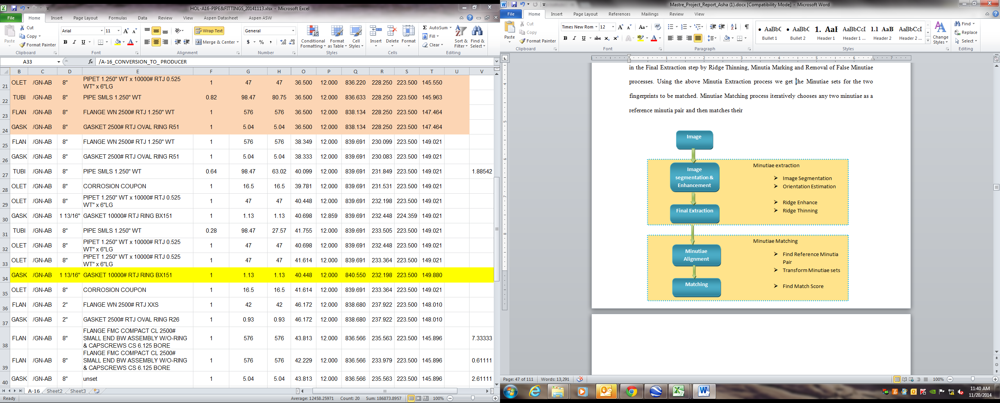 HOL-A16-PIPE&FITTINGS_20141113.xlsx - Microsoft Excel
File Home Insert Page Layout Formulas Data Review View Aspen Datasheet Aspen ASW
Cut
Copy
Format Painter
Paste
Arial 11
Wrap Text
Merge & Center
General
Conditional Formatting
Format as Table
Cell Styles
Insert Delete Format
AutoSum
Fill
Clear
Sort & Filter
Find & Select
Clipboard Font Alignment Number Styles Cells Editing
A33 fx /A-16_CONVERSION_TO_ PRODUCER
B C D E F G H O P Q R S T U V
21 OLET /GN-AB 8" PIPET 1.250" WT x 10000# RTJ 0.525 WT" x 6"LG 1 47 47 36.500 12.000 836.220 228.250 223.500 145.550
22 TUBI /GN-AB 8" PIPE SMLS 1.250" WT 0.82 98.47 80.75 36.500 12.000 836.633 228.250 223.500 145.963
23 FLAN /GN-AB 8" FLANGE WN 2500# RTJ 1.250" WT 1 576 576 36.500 12.000 838.134 228.250 223.500 147.464
24 GASK /GN-AB 8" GASKET 2500# RTJ OVAL RING R51 1 5.04 5.04 36.500 12.000 838.134 228.250 223.500 147.464
25 FLAN /GN-AB 8" FLANGE WN 2500# RTJ 1.250" WT 1 576 576 38.349 12.000 839.691 230.099 223.500 149.021
26 GASK /GN-AB 8" GASKET 2500# RTJ OVAL RING R51 1 5.04 5.04 38.333 12.000 839.691 230.083 223.500 149.021
27 TUBI /GN-AB 8" PIPE SMLS 1.250" WT 0.64 98.47 63.02 40.099 12.000 839.691 231.849 223.500 149.021 1.88542
28 OLET /GN-AB 8" CORROSION COUPON 1 16.5 16.5 39.781 12.000 839.691 231.531 223.500 149.021
29 OLET /GN-AB 8" PIPET 1.250" WT x 10000# RTJ 0.525 WT" x 6"LG 1 47 47 40.448 12.000 839.691 232.198 223.500 149.021
30 GASK /GN-AB 1 13/16" GASKET 10000# RTJ RING BX151 1 1.13 1.13 40.698 12.859 839.691 232.448 224.359 149.021
31 TUBI /GN-AB 8" PIPE SMLS 1.250" WT 0.28 98.47 27.57 41.755 12.000 839.691 233.505 223.500 149.021
32 OLET /GN-AB 8" PIPET 1.250" WT x 10000# RTJ 0.525 WT" x 6"LG 1 47 47 40.698 12.000 839.691 232.448 223.500 149.021
33 OLET /GN-AB 8" PIPET 1.250" WT x 10000# RTJ 0.525 WT" x 6"LG 1 47 47 41.614 12.000 839.691 233.364 223.500 149.021
34 GASK /GN-AB 1 13/16" GASKET 10000# RTJ RING BX151 1 1.13 1.13 40.448 12.000 840.550 232.198 223.500 149.880
35 OLET /GN-AB 8" CORROSION COUPON 1 16.5 16.5 41.614 12.000 839.691 233.364 223.500 149.021
36 FLAN /GN-AB 2" FLANGE WN 2500# RTJ XXS 1 42 42 46.172 12.000 838.680 237.922 223.500 148.010
37 GASK /GN-AB 2" GASKET 2500# RTJ OVAL RING R26 1 0.93 0.93 46.172 12.000 838.680 237.922 223.500 148.010
38 FLAN /GN-AB 8" FLANGE FMC COMPACT CL 2500# SMALL END BW ASSEMBLY W/O-RING & CAPSCREWS CS 6.125 BORE 1 576 576 43.813 12.000 836.566 235.563 223.500 145.896 7.33333
39 FLAN /GN-AB 8" FLANGE FMC COMPACT CL 2500# SMALL END BW ASSEMBLY W/O-RING & CAPSCREWS CS 6.125 BORE 1 576 576 42.229 12.000 836.566 233.979 223.500 145.896 0.61111
40 GASK /GN-AB 8" unset 1 5.04 5.04 43.813 12.000 836.566 235.563 223.500 145.896 2.61111
A-16 Sheet2 Sheet3
Ready Average: 12458.25971 Count: 20 Sum: 186873.8957 100%
Mastre_Project_Report_Asha (1).docx [Compatibility Mode] - Microsoft Word
File Home Insert Page Layout References Mailings Review View
Cut
Copy
Format Painter
Paste
Times New Rom 12
AaBbC AaBbC 1. AaI AaBbCcI 1.1 AaB AaBbCcI
Bullet 1 Bullet 2 Header 1 Header 1 ... Header 2 Header 2 ...
Change Styles
Find
Replace
Select
Clipboard Font Paragraph Styles Editing
1 1 2 3 4 5 6 7
in the Final Extraction step by Ridge Thinning, Minutia Marking and Removal of False Minutiae
processes. Using the above Minutia Extraction process we get the Minutiae sets for the two
fingerprints to be matched. Minutiae Matching process iteratively chooses any two minutiae as a
reference minutia pair and then matches their
Image
Image
segmentation &
Enhancement
Final Extraction
Minutiae extraction
Image Segmentation
Orientation Estimation
Ridge Enhance
Ridge Thinning
Minutiae
Alignment
Matching
Minutiae Matching
Find Reference Minutia
Pair
Transform Minutiae sets
Find Match Score
Page: 47 of 111 Words: 13,291 100%
11:40 AM
11/20/2014